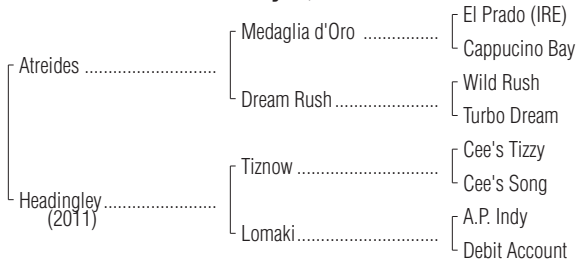 El Prado (IRE)
Medaglia d'Oro ................
Cappucino Bay
Atreides ............................
Wild Rush
Dream Rush......................
Turbo Dream
Cee's Tizzy
Tiznow ..............................
Cee's Song
Headingley........................
(2011)
A.P. Indy
Lomaki..............................
Debit Account